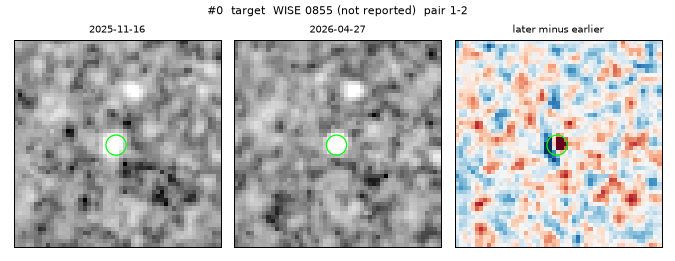 #0 target WISE 0855 (not reported) pair 1-2
2025-11-16
2026-04-27
later minus earlier